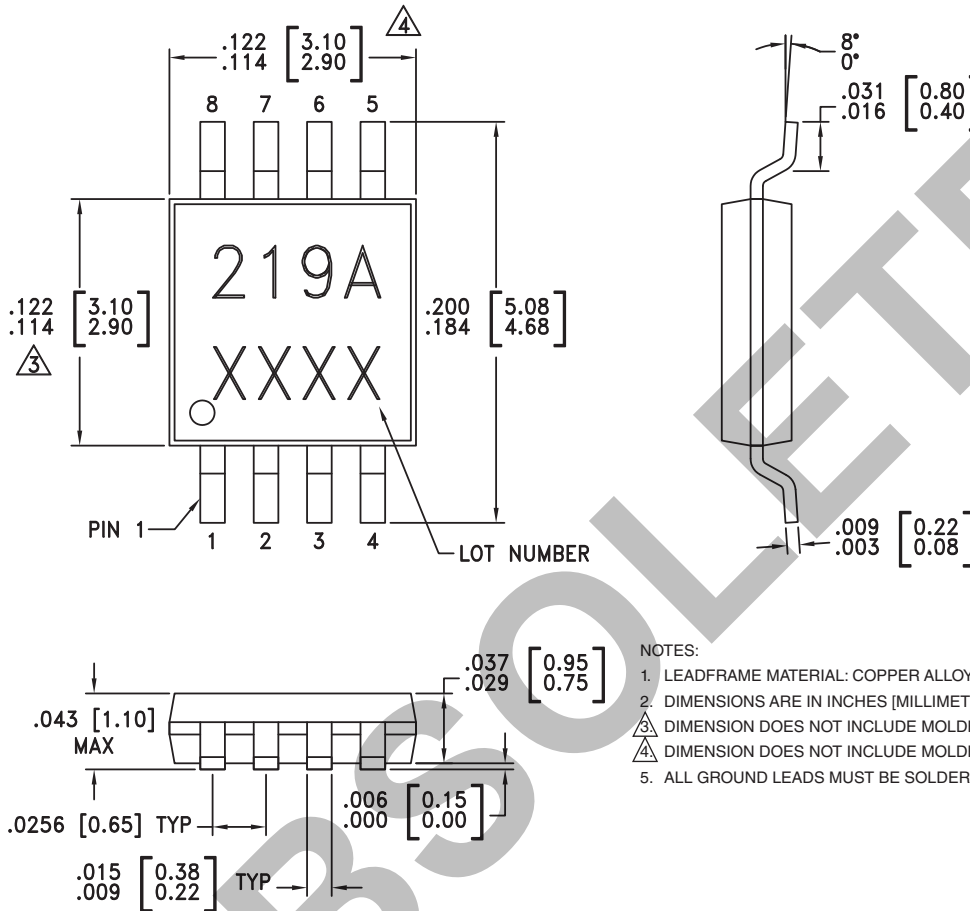 .122 [3.10]
.114 [2.90]
4
8 7 6 5
219A
XXXX
.122 [3.10]
.114 [2.90]
3
.200 [5.08]
.184 [4.68]
PIN 1
1 2 3 4
LOT NUMBER
8°
0°
.031 [0.80]
.016 [0.40]
.009 [0.22]
.003 [0.08]
.037 [0.95]
.029 [0.75]
.043 [1.10]
MAX
.006 [0.15]
.000 [0.00]
.0256 [0.65] TYP
.015 [0.38] TYP
.009 [0.22]
NOTES:
1. LEADFRAME MATERIAL: COPPER ALLOY
2. DIMENSIONS ARE IN INCHES [MILLIMET
3. DIMENSION DOES NOT INCLUDE MOLD
4. DIMENSION DOES NOT INCLUDE MOLD
5. ALL GROUND LEADS MUST BE SOLDER
BSOLET